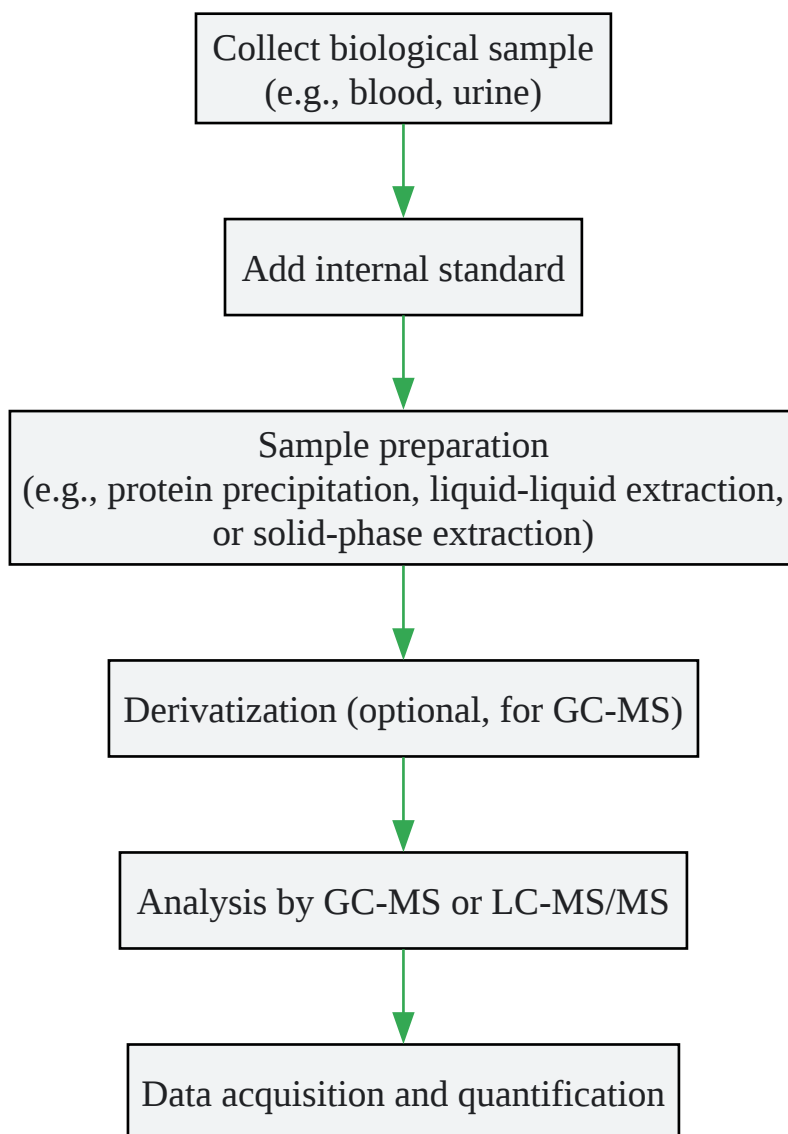 Collect biological sample
(e.g., blood, urine)
Add internal standard
Sample preparation
(e.g., protein precipitation, liquid-liquid extraction,
or solid-phase extraction)
Derivatization (optional, for GC-MS)
Analysis by GC-MS or LC-MS/MS
Data acquisition and quantification